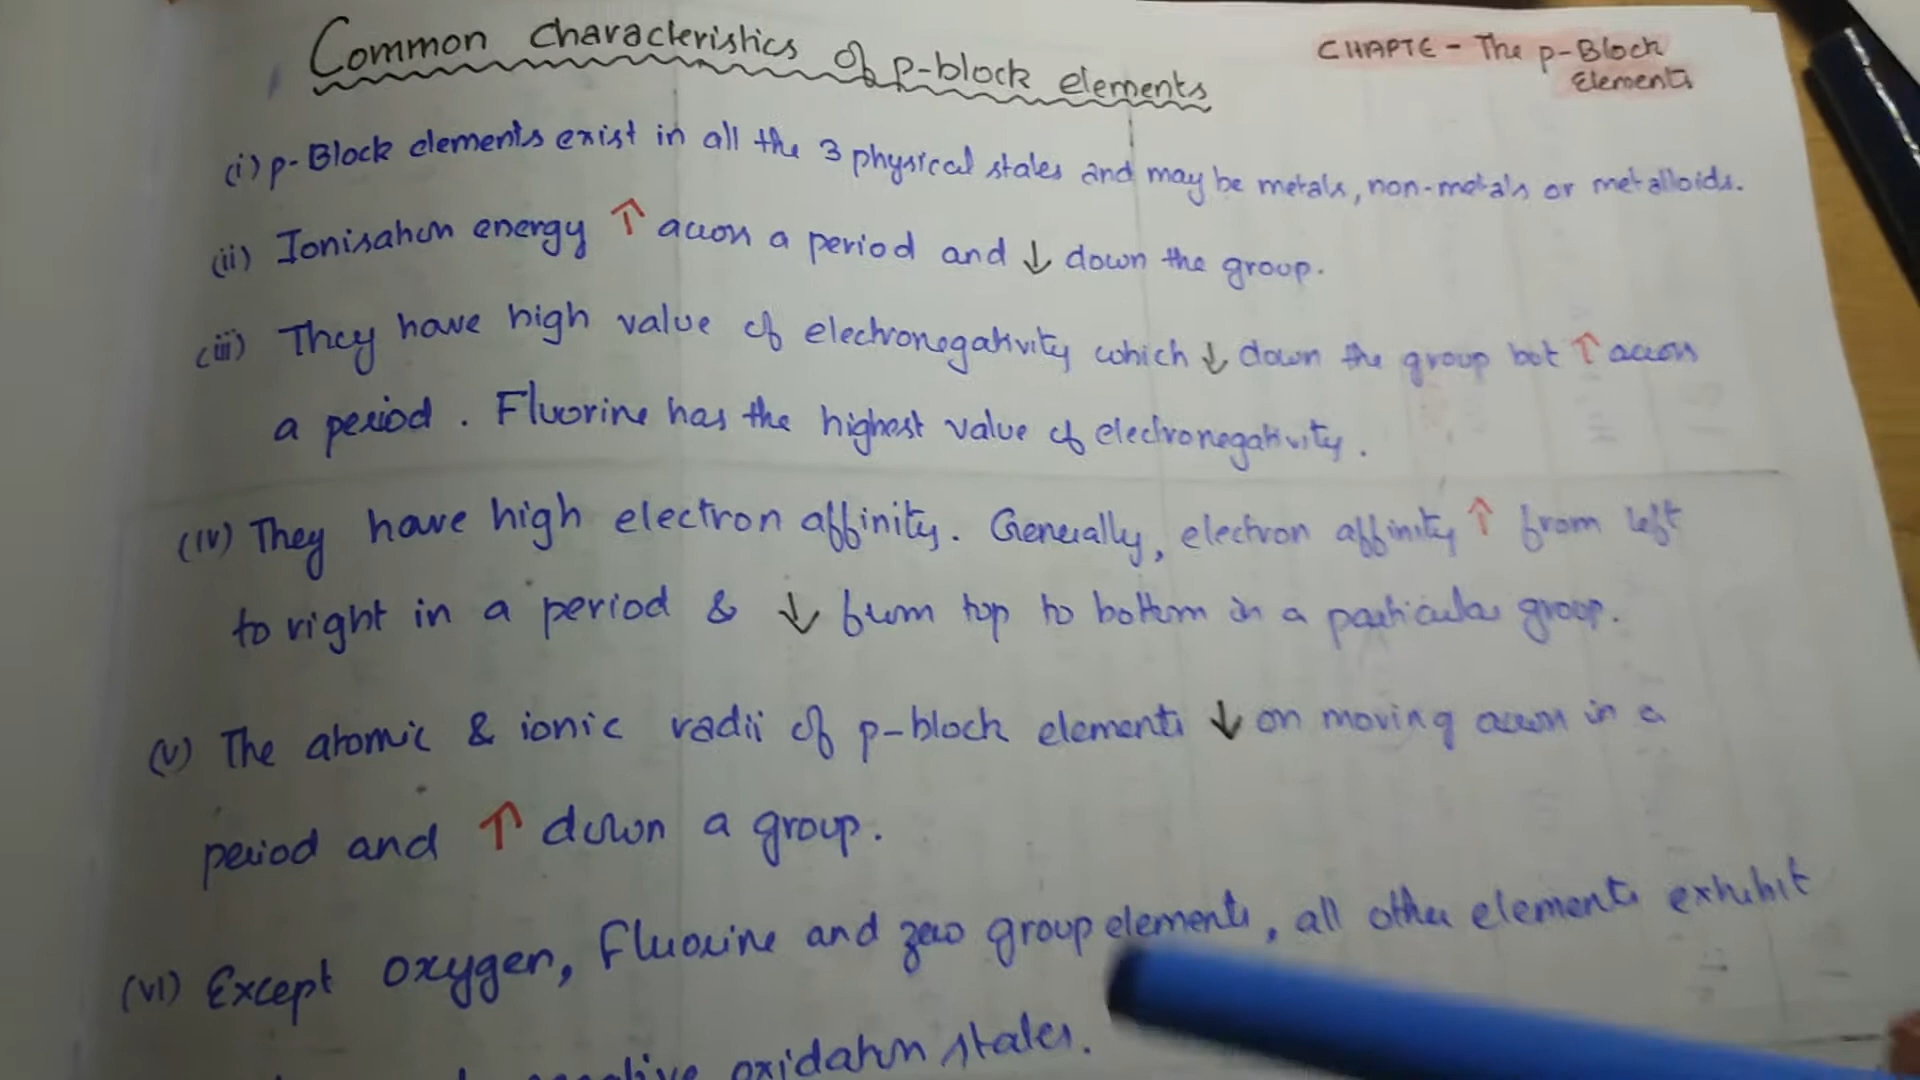 Common characteristics of p-block elements
CHAPTE - The p-Block
Elements
(i) p-Block elements exist in all the 3 physical states and may be metals, non-metals or metalloids.
(ii) Ionisation energy ↑ across a period and ↓ down the group.
(iii) They have high value of electronegativity which ↓ down the group but ↑ across
a period. Fluorine has the highest value of electronegativity.
(iv) They have high electron affinity. Generally, electron affinity ↑ from left
to right in a period & ↓ from top to bottom in a particular group.
(v) The atomic & ionic radii of p-block elements ↓ on moving across in a
period and ↑ down a group.
(vi) Except oxygen, Fluorine and zero group elements, all other elements exhibit
oxidation states.